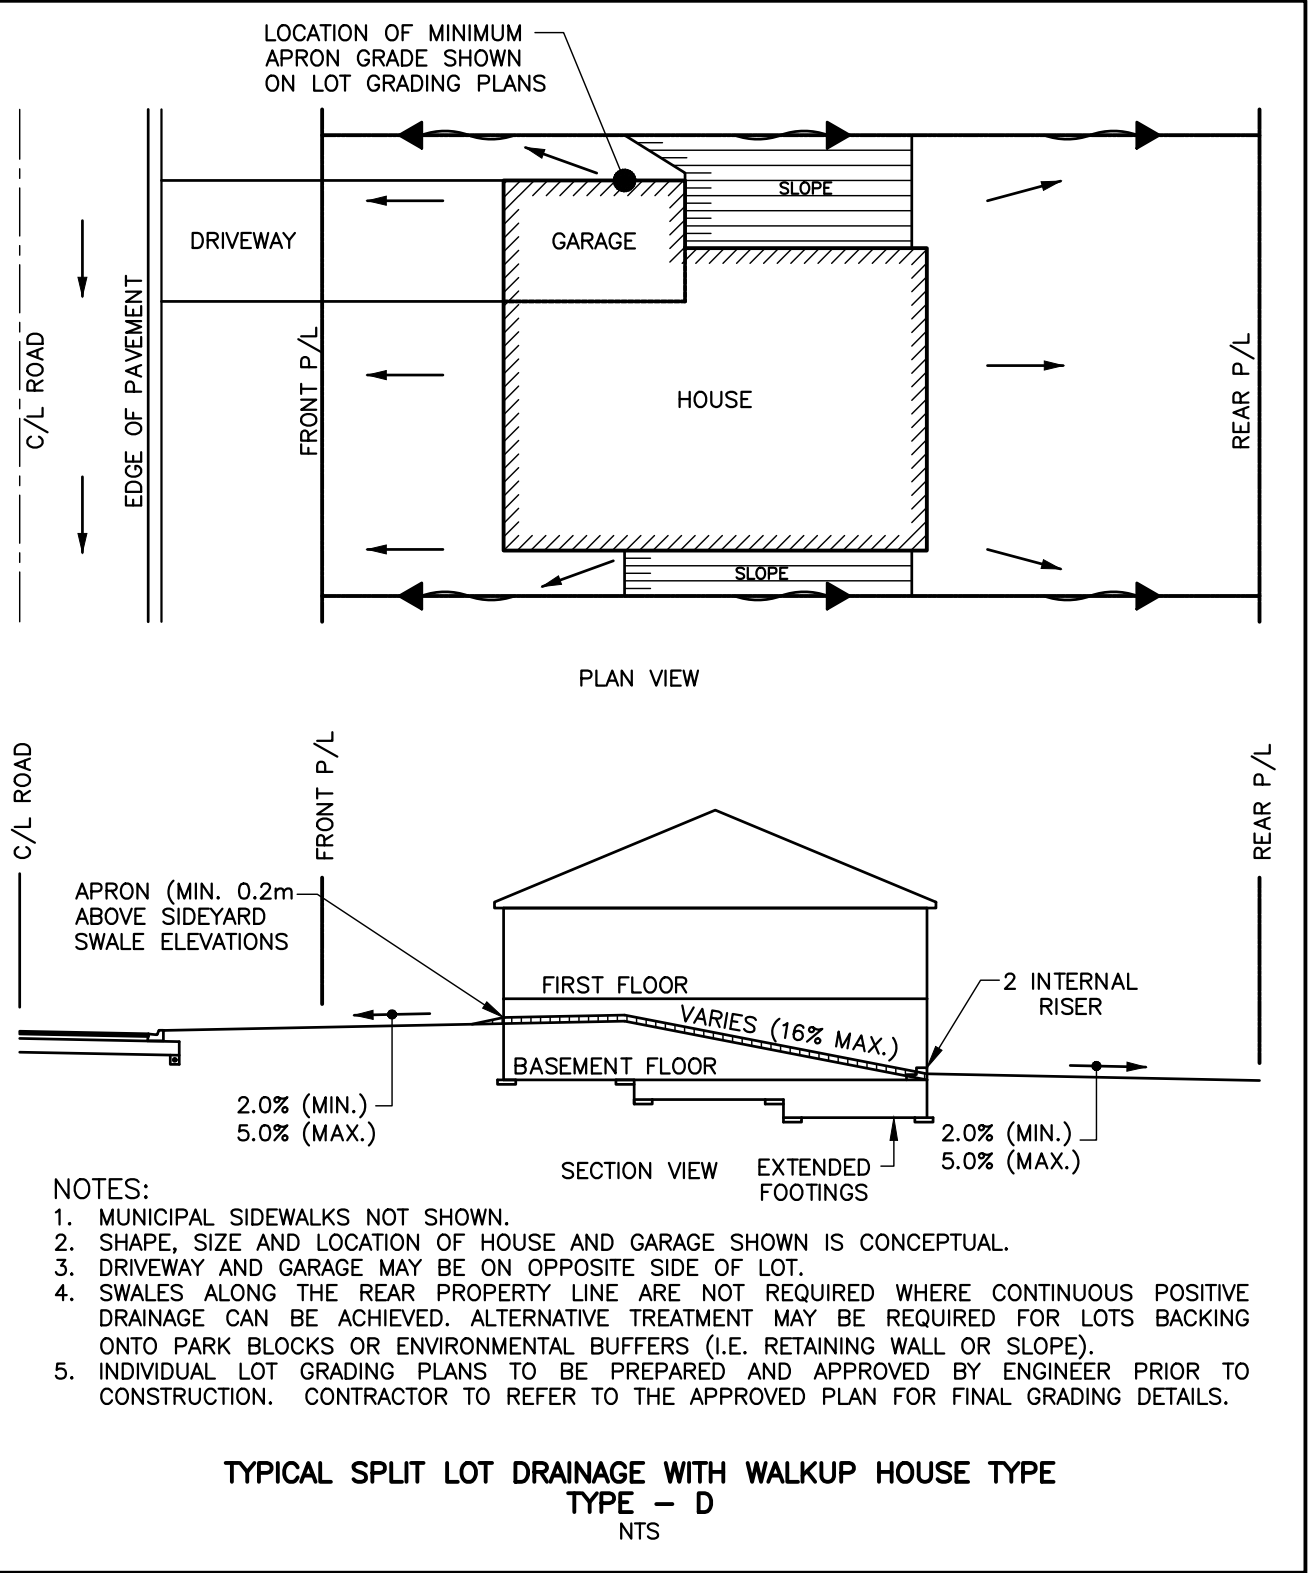 LOCATION OF MINIMUM
APRON GRADE SHOWN
ON LOT GRADING PLANS
SLOPE
DRIVEWAY
GARAGE
C/L ROAD
EDGE OF PAVEMENT
FRONT P/L
HOUSE
REAR P/L
SLOPE
PLAN VIEW
C/L ROAD
FRONT P/L
REAR P/L
APRON (MIN. 0.2m
ABOVE SIDEYARD
SWALE ELEVATIONS
FIRST FLOOR
2 INTERNAL
RISER
VARIES (16% MAX.)
BASEMENT FLOOR
2.0% (MIN.)
5.0% (MAX.)
2.0% (MIN.)
5.0% (MAX.)
SECTION VIEW
EXTENDED
FOOTINGS
NOTES:
1. MUNICIPAL SIDEWALKS NOT SHOWN.
2. SHAPE, SIZE AND LOCATION OF HOUSE AND GARAGE SHOWN IS CONCEPTUAL.
3. DRIVEWAY AND GARAGE MAY BE ON OPPOSITE SIDE OF LOT.
4. SWALES ALONG THE REAR PROPERTY LINE ARE NOT REQUIRED WHERE CONTINUOUS POSITIVE
DRAINAGE CAN BE ACHIEVED. ALTERNATIVE TREATMENT MAY BE REQUIRED FOR LOTS BACKING
ONTO PARK BLOCKS OR ENVIRONMENTAL BUFFERS (I.E. RETAINING WALL OR SLOPE).
5. INDIVIDUAL LOT GRADING PLANS TO BE PREPARED AND APPROVED BY ENGINEER PRIOR TO
CONSTRUCTION. CONTRACTOR TO REFER TO THE APPROVED PLAN FOR FINAL GRADING DETAILS.
TYPICAL SPLIT LOT DRAINAGE WITH WALKUP HOUSE TYPE
TYPE - D
NTS